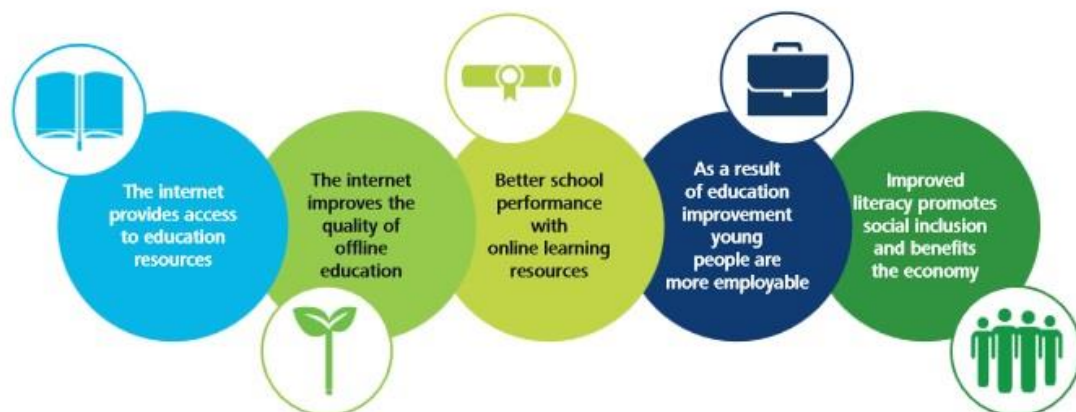 The internet
provides access
to education
resources
The internet
improves the
quality of
offline
education
Better school
performance
with
online learning
resources
As a result
of education
improvement
young
people are
more employable
Improved
literacy promotes
social inclusion
and benefits
the economy